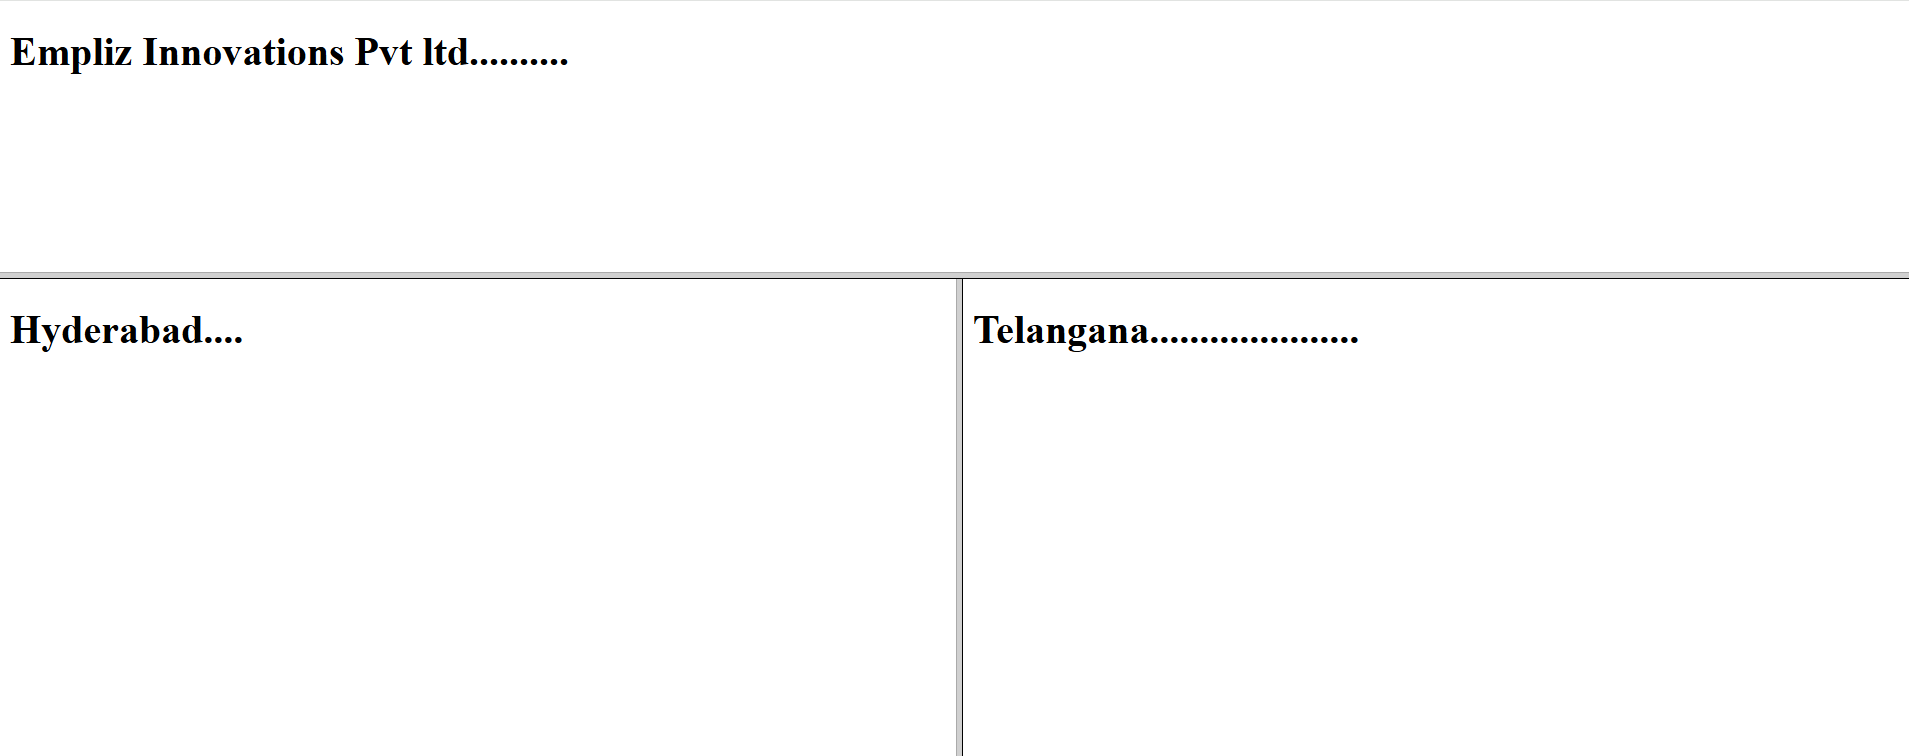 Empliz Innovations Pvt ltd..........
Hyderabad....
Telangana.....................